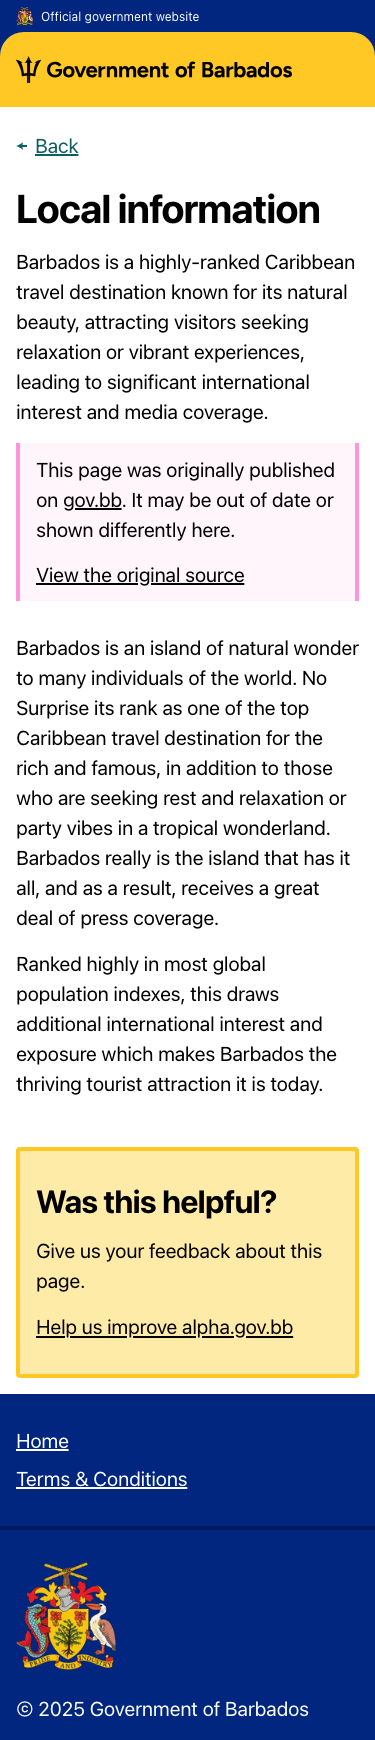 Official government website
Government of Barbados
← Back
Local information
Barbados is a highly-ranked Caribbean
travel destination known for its natural
beauty, attracting visitors seeking
relaxation or vibrant experiences,
leading to significant international
interest and media coverage.
This page was originally published
on gov.bb. It may be out of date or
shown differently here.
View the original source
Barbados is an island of natural wonder
to many individuals of the world. No
Surprise its rank as one of the top
Caribbean travel destination for the
rich and famous, in addition to those
who are seeking rest and relaxation or
party vibes in a tropical wonderland.
Barbados really is the island that has it
all, and as a result, receives a great
deal of press coverage.
Ranked highly in most global
population indexes, this draws
additional international interest and
exposure which makes Barbados the
thriving tourist attraction it is today.
Was this helpful?
Give us your feedback about this
page.
Help us improve alpha.gov.bb
Home
Terms & Conditions
PRIDE AND INDUSTRY
© 2025 Government of Barbados